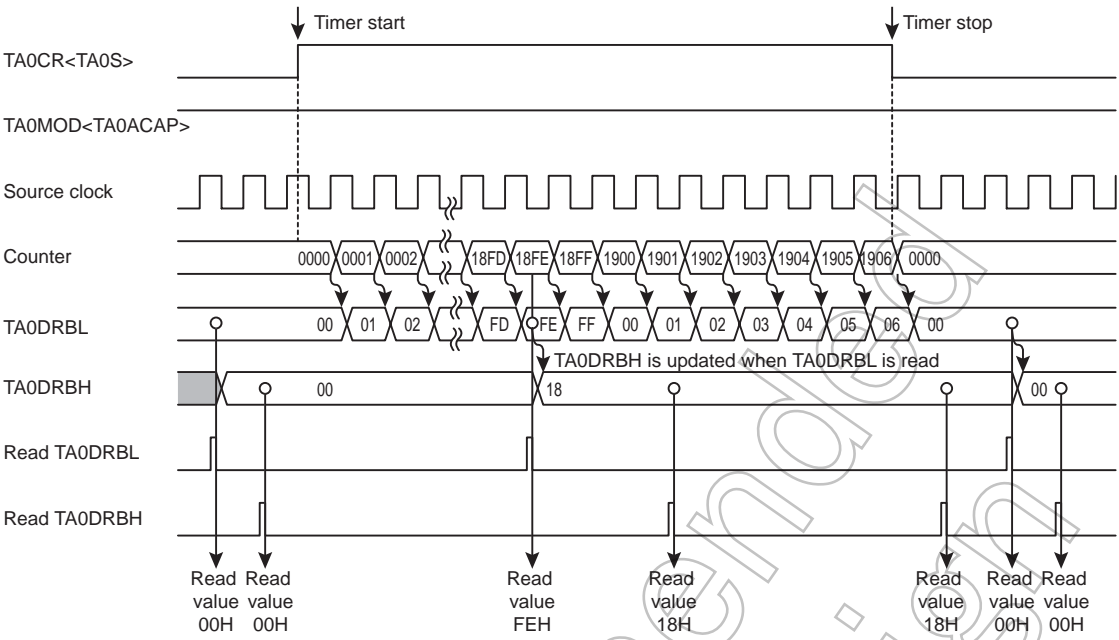 Timer start
Timer stop
TA0CR<TA0S>
TA0MOD<TA0ACAP>
Source clock
Counter
0000 0001 0002 18FD 18FE 18FF 1900 1901 1902 1903 1904 1905 1906 0000
TA0DRBL
00 01 02 FD FE FF 00 01 02 03 04 05 06 00
TA0DRBH is updated when TA0DRBL is read
TA0DRBH
00 18 00
Read TA0DRBL
Read TA0DRBH
Read value 00H
Read value 00H
Read value FEH
Read value 18H
Read value 18H
Read value 00H
Read value 00H